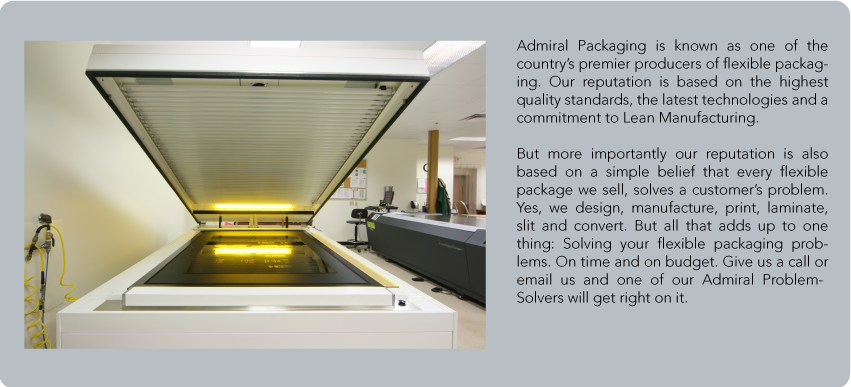 Admiral Packaging is known as one of the
country's premier producers of flexible packag-
ing. Our reputation is based on the highest
quality standards, the latest technologies and a
commitment to Lean Manufacturing.
But more importantly our reputation is also
based on a simple belief that every flexible
package we sell, solves a customer's problem.
Yes, we design, manufacture, print, laminate,
slit and convert. But all that adds up to one
thing: Solving your flexible packaging prob-
lems. On time and on budget. Give us a call or
email us and one of our Admiral Problem-
Solvers will get right on it.